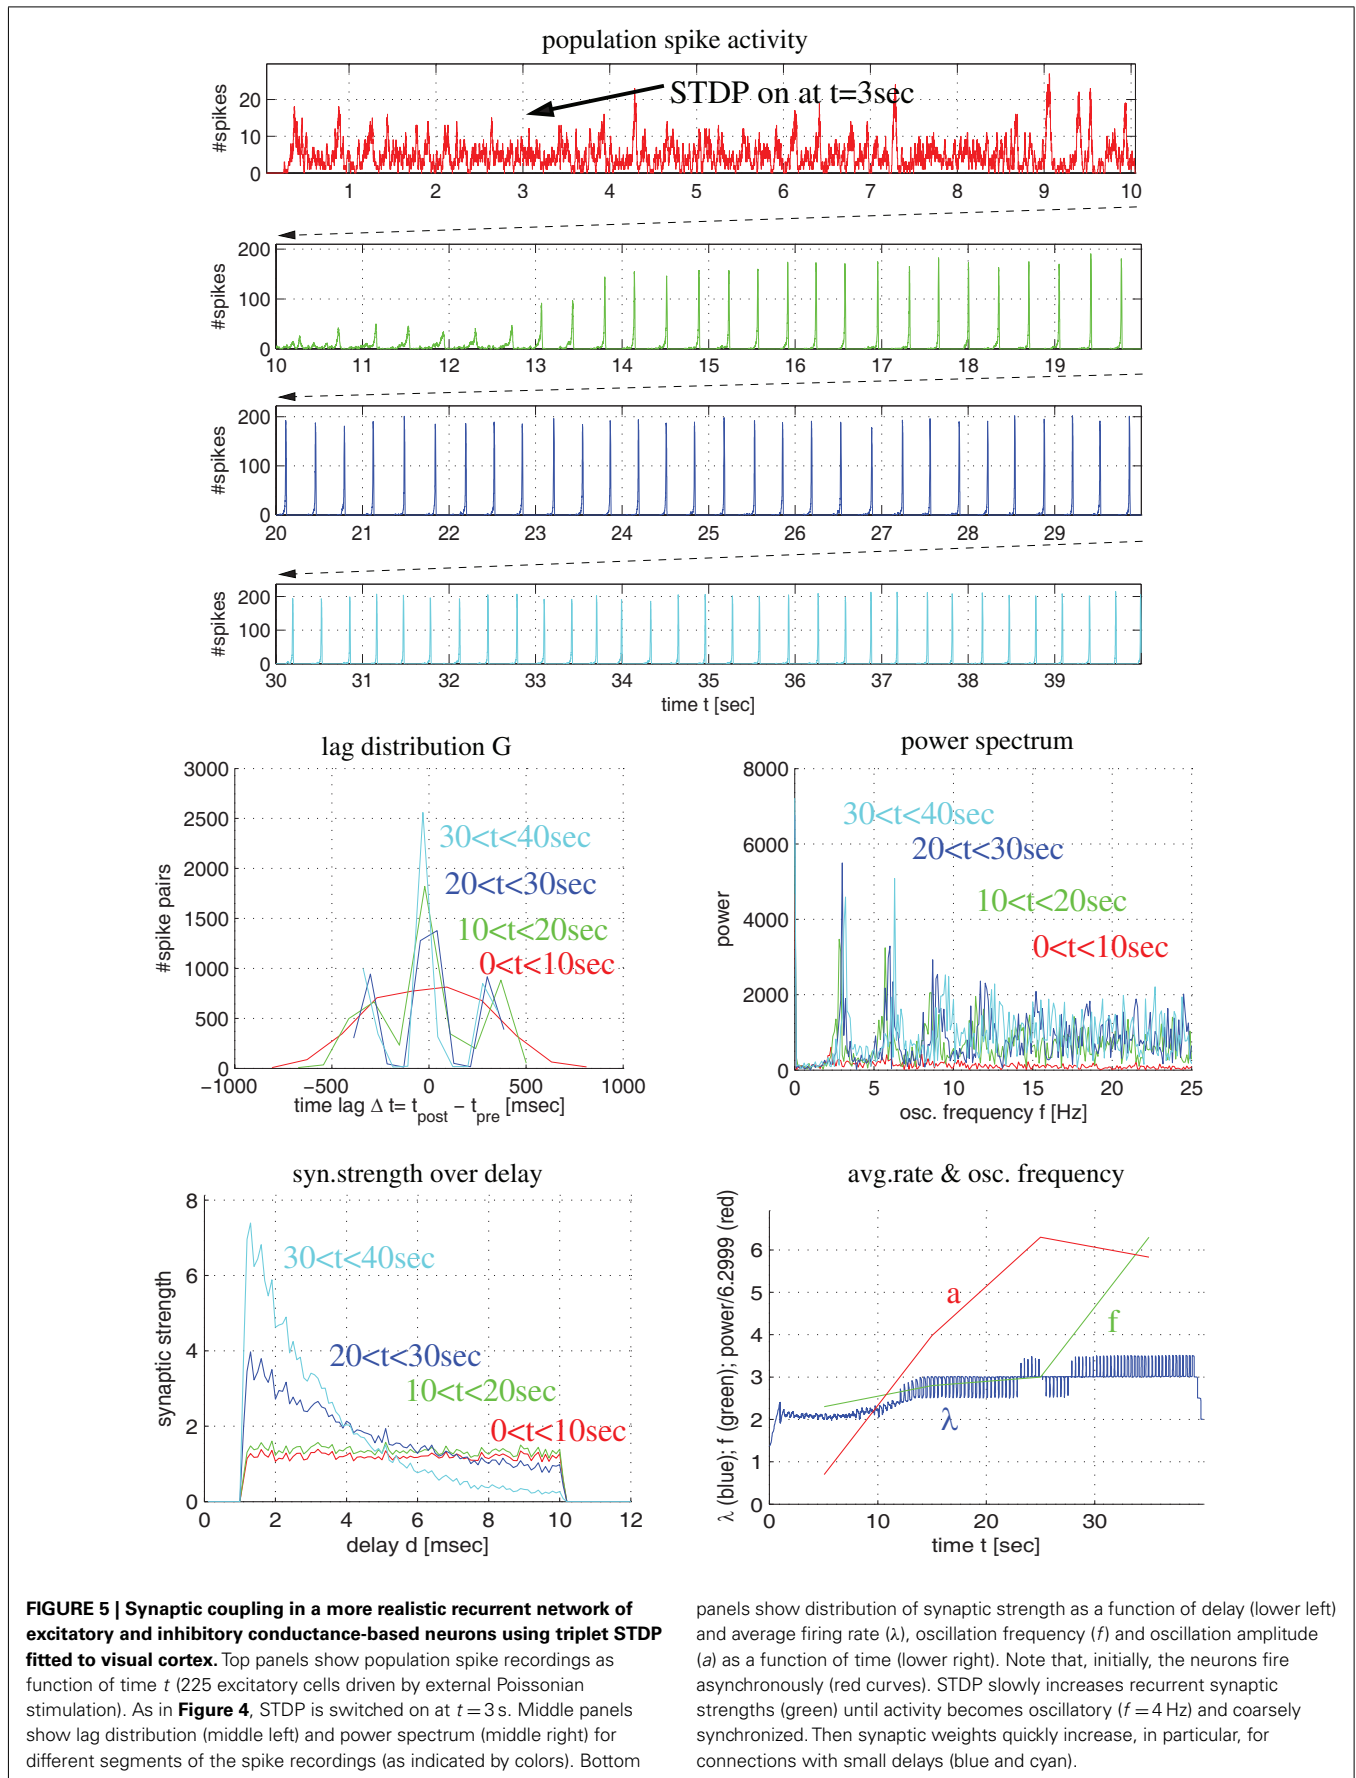 population spike activity
#spikes
20
10
0
STDP on at t=3sec
1 2 3 4 5 6 7 8 9 10
#spikes
200
100
0
10 11 12 13 14 15 16 17 18 19
#spikes
200
100
0
20 21 22 23 24 25 26 27 28 29
#spikes
200
100
0
30 31 32 33 34 35 36 37 38 39
time t [sec]
lag distribution G
#spike pairs
3000
2500
2000
1500
1000
500
0
30<t<40sec
20<t<30sec
10<t<20sec
0<t<10sec
−1000 −500 0 500 1000
time lag Δ t= t_post − t_pre [msec]
power spectrum
power
8000
6000
4000
2000
0
30<t<40sec
20<t<30sec
10<t<20sec
0<t<10sec
0 5 10 15 20 25
osc. frequency f [Hz]
syn.strength over delay
synaptic strength
8
6
4
2
0
30<t<40sec
20<t<30sec
10<t<20sec
0<t<10sec
0 2 4 6 8 10 12
delay d [msec]
avg.rate & osc. frequency
λ (blue); f (green); power/6.2999 (red)
6
5
4
3
2
1
0
a
f
λ
0 10 20 30
time t [sec]
FIGURE 5 | Synaptic coupling in a more realistic recurrent network of
excitatory and inhibitory conductance-based neurons using triplet STDP
fitted to visual cortex. Top panels show population spike recordings as
function of time t (225 excitatory cells driven by external Poissonian
stimulation). As in Figure 4, STDP is switched on at t = 3 s. Middle panels
show lag distribution (middle left) and power spectrum (middle right) for
different segments of the spike recordings (as indicated by colors). Bottom
panels show distribution of synaptic strength as a function of delay (lower left)
and average firing rate (λ), oscillation frequency (f) and oscillation amplitude
(a) as a function of time (lower right). Note that, initially, the neurons fire
asynchronously (red curves). STDP slowly increases recurrent synaptic
strengths (green) until activity becomes oscillatory (f = 4 Hz) and coarsely
synchronized. Then synaptic weights quickly increase, in particular, for
connections with small delays (blue and cyan).